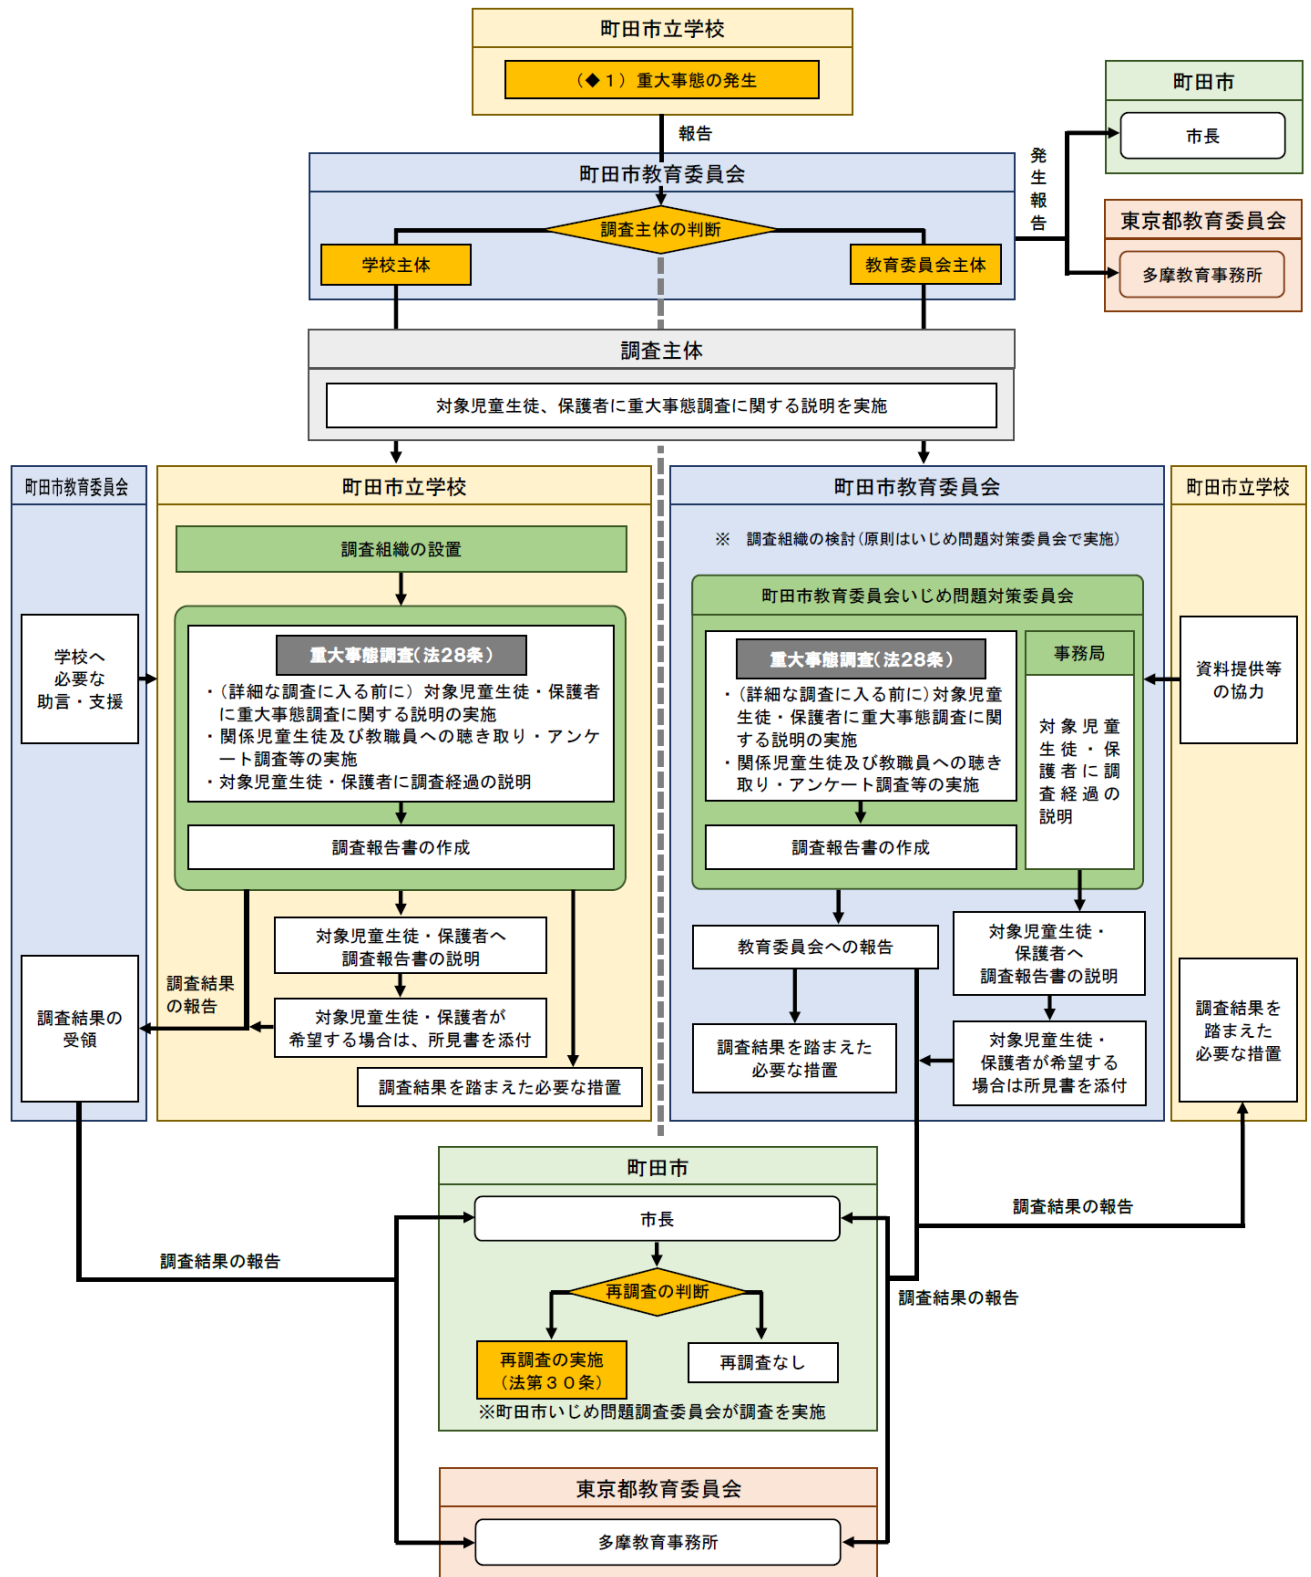 町田市立学校
（◆１）重大事態の発生
報告
町田市教育委員会
調査主体の判断
学校主体
教育委員会主体
発生報告
町田市
市長
東京都教育委員会
多摩教育事務所
調査主体
対象児童生徒、保護者に重大事態調査に関する説明を実施
町田市教育委員会
学校へ
必要な
助言・支援
調査結果の
受領
町田市立学校
調査組織の設置
重大事態調査（法28条）
・（詳細な調査に入る前に）対象児童生徒・保護者
に重大事態調査に関する説明の実施
・関係児童生徒及び教職員への聴き取り・アンケ
ート調査等の実施
・対象児童生徒・保護者に調査経過の説明
調査報告書の作成
対象児童生徒・保護者へ
調査報告書の説明
調査結果
の報告
対象児童生徒・保護者が
希望する場合は、所見書を添付
調査結果を踏まえた必要な措置
町田市教育委員会
※　調査組織の検討（原則はいじめ問題対策委員会で実施）
町田市教育委員会いじめ問題対策委員会
重大事態調査（法28条）
・（詳細な調査に入る前に）対象児童
生徒・保護者に重大事態調査に関
する説明の実施
・関係児童生徒及び教職員への聴き
取り・アンケート調査等の実施
調査報告書の作成
事務局
対象児童
生徒・保
護者に調
査経過の
説明
教育委員会への報告
調査結果を踏まえた
必要な措置
対象児童生徒・
保護者へ
調査報告書の説明
対象児童生徒・
保護者が希望する
場合は所見書を添付
町田市立学校
資料提供等
の協力
調査結果を
踏まえた
必要な措置
調査結果の報告
調査結果の報告
調査結果の報告
町田市
市長
再調査の判断
再調査の実施
（法第３０条）
再調査なし
※町田市いじめ問題調査委員会が調査を実施
東京都教育委員会
多摩教育事務所